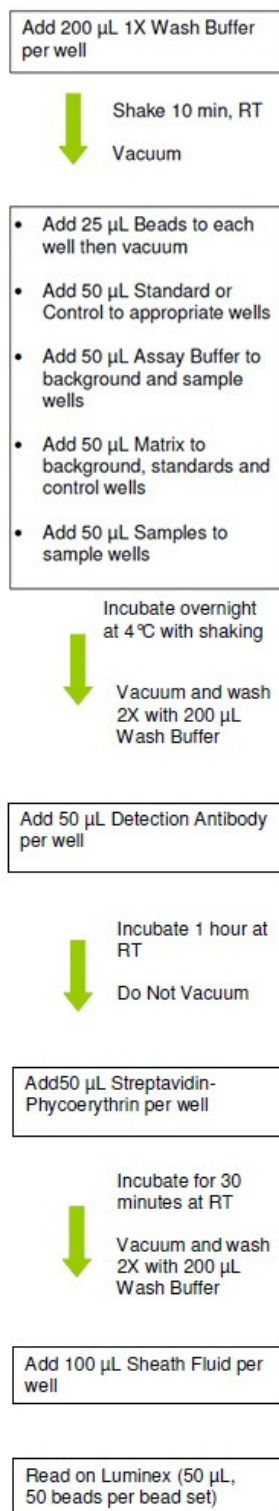 Add 200 µL 1X Wash Buffer
per well
Shake 10 min, RT
Vacuum
• Add 25 µL Beads to each
well then vacuum
• Add 50 µL Standard or
Control to appropriate wells
• Add 50 µL Assay Buffer to
background and sample
wells
• Add 50 µL Matrix to
background, standards and
control wells
• Add 50 µL Samples to
sample wells
Incubate overnight
at 4°C with shaking
Vacuum and wash
2X with 200 µL
Wash Buffer
Add 50 µL Detection Antibody
per well
Incubate 1 hour at
RT
Do Not Vacuum
Add50 µL Streptavidin-
Phycoerythrin per well
Incubate for 30
minutes at RT
Vacuum and wash
2X with 200 µL
Wash Buffer
Add 100 µL Sheath Fluid per
well
Read on Luminex (50 µL,
50 beads per bead set)